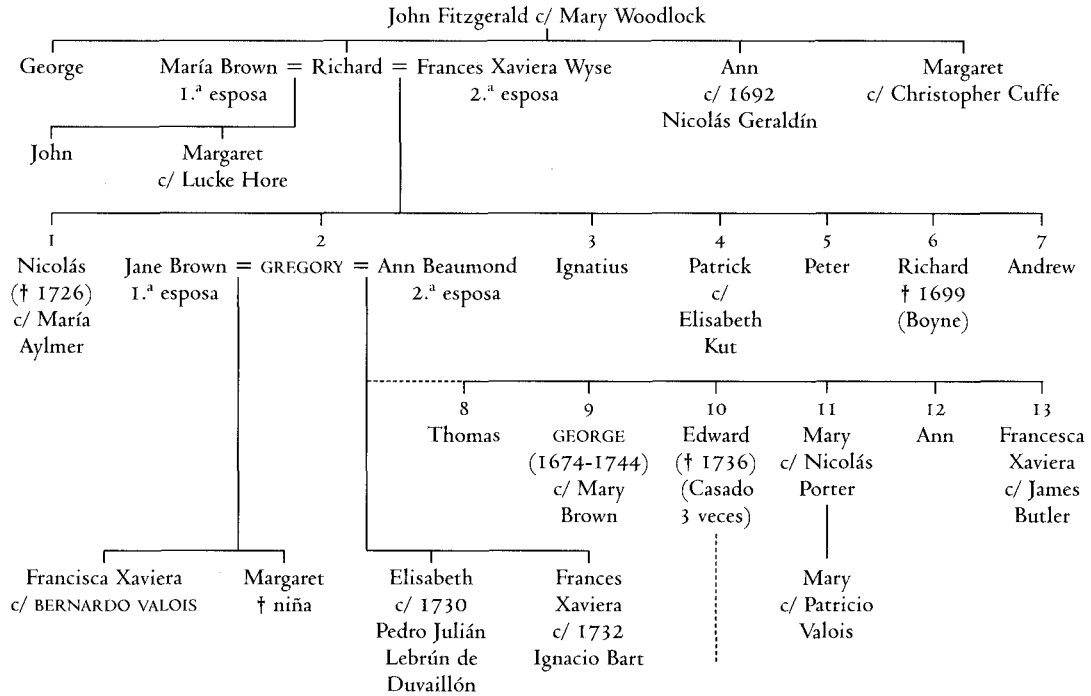 John Fitzgerald c/ Mary Woodlock
George
María Brown = Richard = Frances Xaviera Wyse
1.ª esposa
2.ª esposa
Ann
c/ 1692
Nicolás Geraldín
Margaret
c/ Christopher Cuffe
John
Margaret
c/ Lucke Hore
1
Nicolás
(† 1726)
c/ María
Aylmer
2
Jane Brown = GREGORY = Ann Beaumond
1.ª esposa
2.ª esposa
3
Ignatius
4
Patrick
c/
Elisabeth
Kut
5
Peter
6
Richard
† 1699
(Boyne)
7
Andrew
8
Thomas
9
GEORGE
(1674-1744)
c/ Mary
Brown
10
Edward
(† 1736)
(Casado
3 veces)
11
Mary
c/ Nicolás
Porter
12
Ann
13
Francesca
Xaviera
c/ James
Butler
Francisca Xaviera
c/ BERNARDO VALOIS
Margaret
† niña
Elisabeth
c/ 1730
Pedro Julián
Lebrún de
Duvaillón
Frances
Xaviera
c/ 1732
Ignacio Bart
Mary
c/ Patricio
Valois